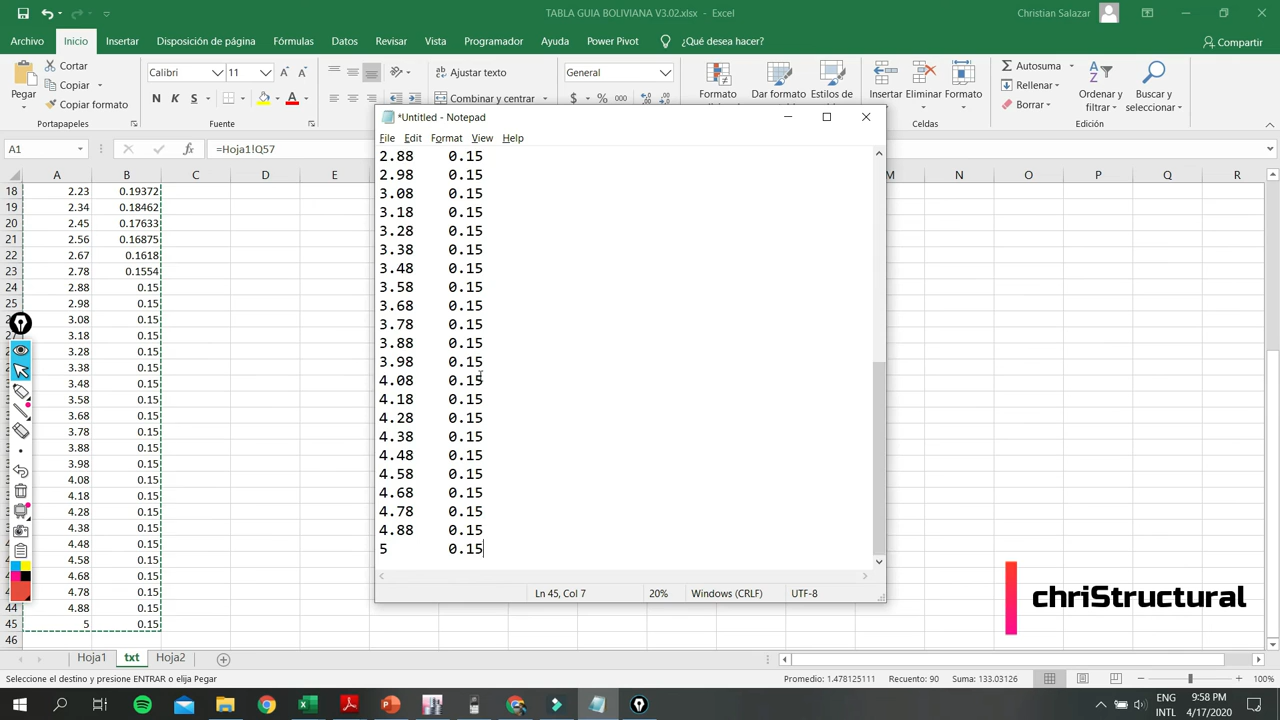 TABLA GUIA BOLIVIANA V3.02.xlsx - Excel
Christian Salazar
Archivo Inicio Insertar Disposición de página Fórmulas Datos Revisar Vista Programador Ayuda Power Pivot ¿Qué desea hacer? Compartir
Pegar
Cortar
Copiar
Copiar formato
Portapapeles
Calibri 11
N K S
Fuente
Ajustar texto
Combinar y centrar
General
$ % 000
Formato
Dar formato
Estilos de
Insertar Eliminar Formato
Celdas
Autosuma
Rellenar
Borrar
Ordenar y
filtrar
Buscar y
seleccionar
Edición
A1 =Hoja1!Q57
A B C D E M N O P Q R
18 2.23 0.19372
19 2.34 0.18462
20 2.45 0.17633
21 2.56 0.16875
22 2.67 0.1618
23 2.78 0.1554
24 2.88 0.15
25 2.98 0.15
3.08 0.15
3.18 0.15
3.28 0.15
3.38 0.15
3.48 0.15
3.58 0.15
3.68 0.15
3.78 0.15
3.88 0.15
3.98 0.15
4.08 0.15
4.18 0.15
4.28 0.15
4.38 0.15
4.48 0.15
4.58 0.15
4.68 0.15
4.78 0.15
44 4.88 0.15
45 5 0.15
46
*Untitled - Notepad
File Edit Format View Help
2.88 0.15
2.98 0.15
3.08 0.15
3.18 0.15
3.28 0.15
3.38 0.15
3.48 0.15
3.58 0.15
3.68 0.15
3.78 0.15
3.88 0.15
3.98 0.15
4.08 0.15
4.18 0.15
4.28 0.15
4.38 0.15
4.48 0.15
4.58 0.15
4.68 0.15
4.78 0.15
4.88 0.15
5 0.15
Ln 45, Col 7 20% Windows (CRLF) UTF-8
chriStructural
Hoja1 txt Hoja2
Seleccione el destino y presione ENTRAR o elija Pegar
Promedio: 1.478125111 Recuento: 90 Suma: 133.03126 100%
ENG
INTL
9:58 PM
4/17/2020